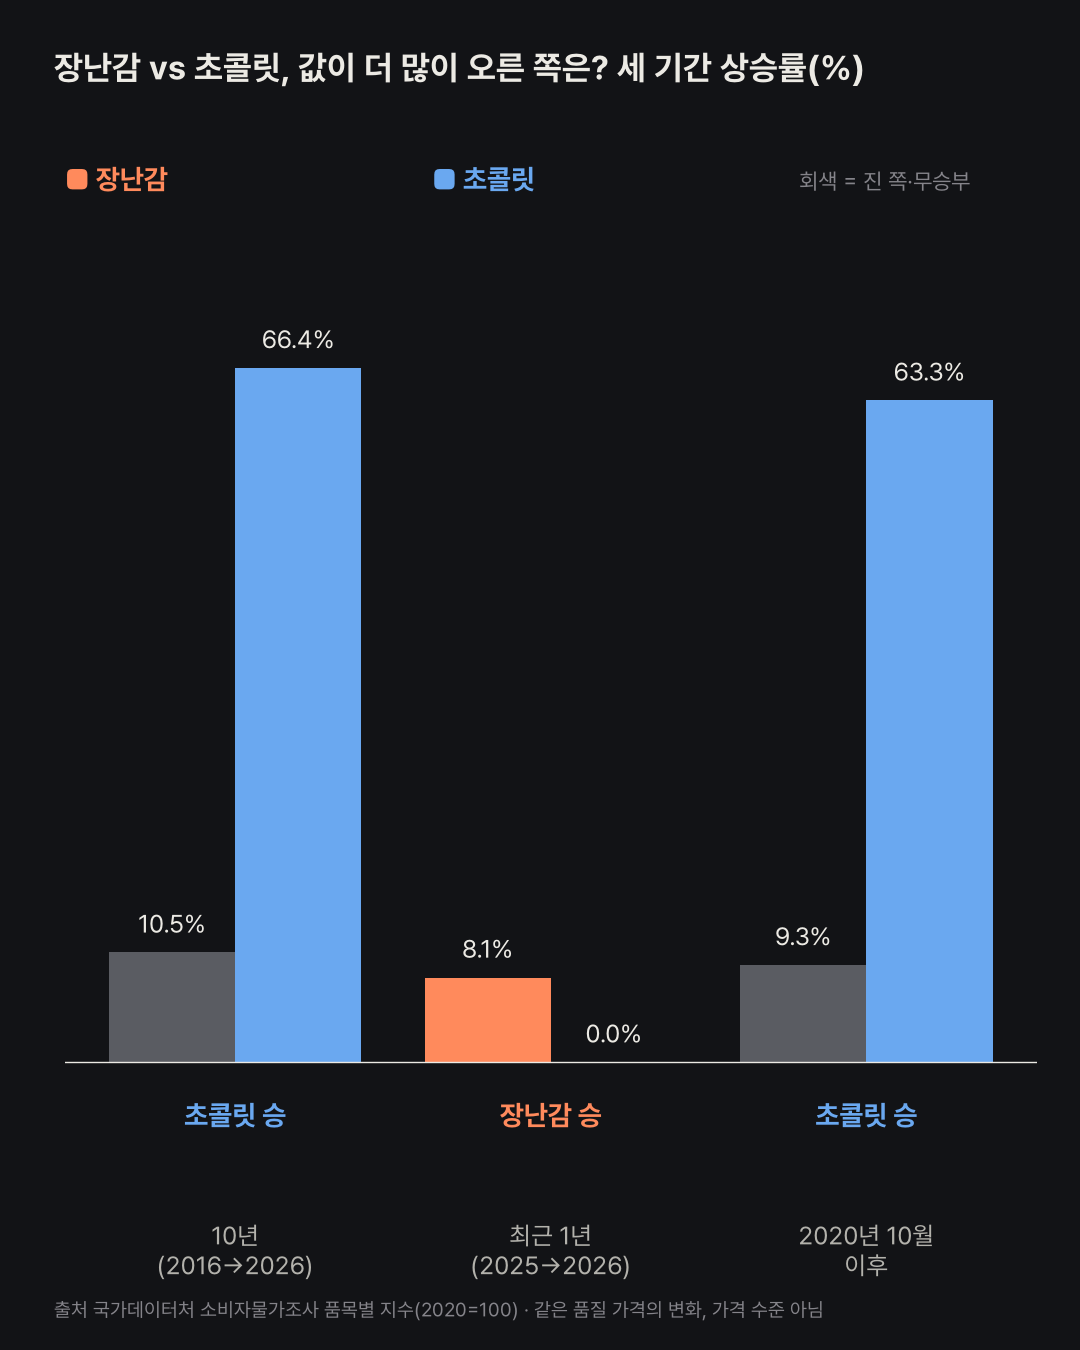 장난감 vs 초콜릿, 값이 더 많이 오른 쪽은? 세 기간 상승률(%)
장난감
초콜릿
회색 = 진 쪽·무승부
66.4%
63.3%
10.5%
8.1%
9.3%
0.0%
초콜릿 승
장난감 승
초콜릿 승
10년
(2016→2026)
최근 1년
(2025→2026)
2020년 10월
이후
출처 국가데이터처 소비자물가조사 품목별 지수(2020=100) · 같은 품질 가격의 변화, 가격 수준 아님